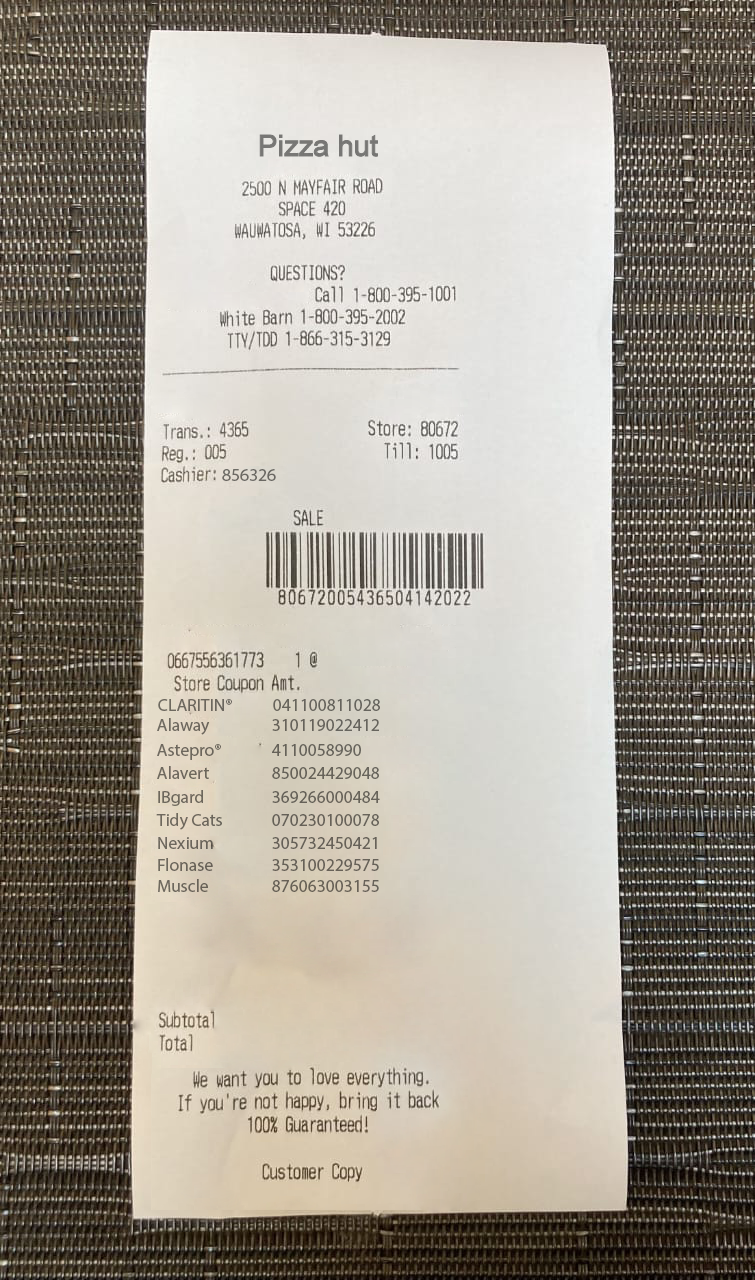 Pizza hut
2500 N MAYFAIR ROAD
SPACE 420
WAUWATOSA, WI 53226
QUESTIONS?
Call 1-800-395-1001
White Barn 1-800-395-2002
TTY/TDD 1-866-315-3129
Trans.: 4365 Store: 80672
Reg.: 005 Till: 1005
Cashier: 856326
SALE
80672005436504142022
0667556361773 1 @
Store Coupon Amt.
CLARITIN® 041100811028
Alaway 310119022412
Astepro® 4110058990
Alavert 850024429048
IBgard 369266000484
Tidy Cats 070230100078
Nexium 305732450421
Flonase 353100229575
Muscle 876063003155
Subtotal
Total
We want you to love everything.
If you're not happy, bring it back
100% Guaranteed!
Customer Copy